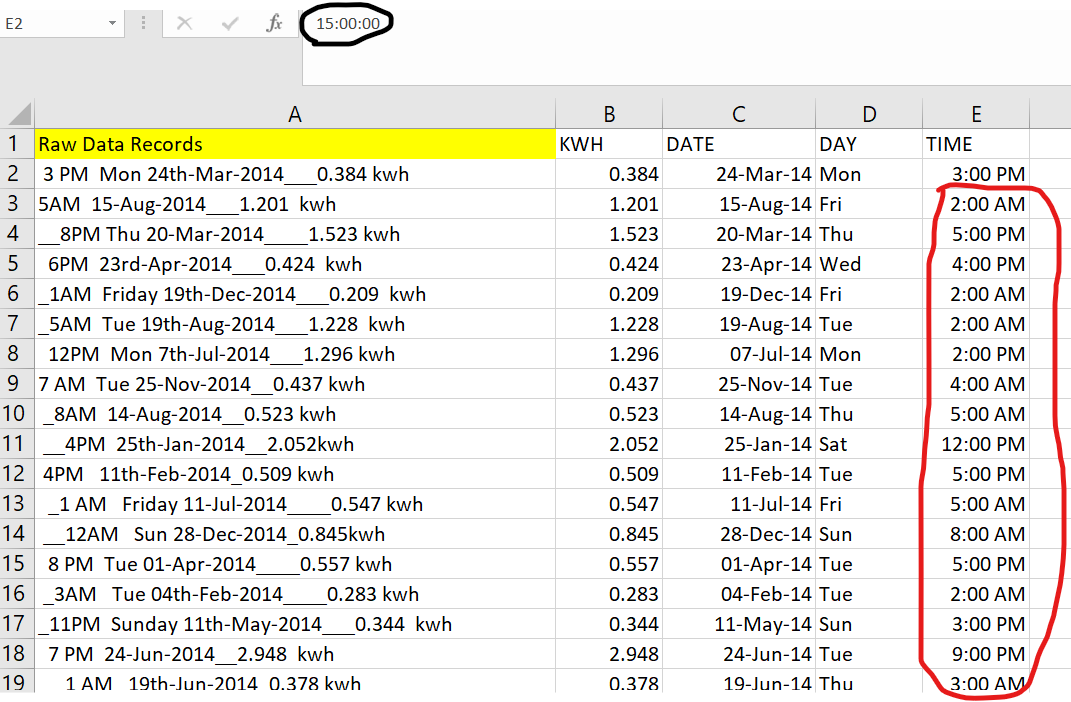 E2 fx 15:00:00
A B C D E
1 Raw Data Records KWH DATE DAY TIME
2 3 PM  Mon 24th-Mar-2014___0.384 kwh 0.384 24-Mar-14 Mon 3:00 PM
3 5AM  15-Aug-2014___1.201  kwh 1.201 15-Aug-14 Fri 2:00 AM
4 __8PM Thu 20-Mar-2014____1.523 kwh 1.523 20-Mar-14 Thu 5:00 PM
5 6PM  23rd-Apr-2014___0.424  kwh 0.424 23-Apr-14 Wed 4:00 PM
6 _1AM  Friday 19th-Dec-2014___0.209  kwh 0.209 19-Dec-14 Fri 2:00 AM
7 _5AM  Tue 19th-Aug-2014___1.228  kwh 1.228 19-Aug-14 Tue 2:00 AM
8 12PM  Mon 7th-Jul-2014___1.296 kwh 1.296 07-Jul-14 Mon 2:00 PM
9 7 AM  Tue 25-Nov-2014__0.437 kwh 0.437 25-Nov-14 Tue 4:00 AM
10 _8AM  14-Aug-2014__0.523 kwh 0.523 14-Aug-14 Thu 5:00 AM
11 __4PM  25th-Jan-2014__2.052kwh 2.052 25-Jan-14 Sat 12:00 PM
12 4PM   11th-Feb-2014_0.509 kwh 0.509 11-Feb-14 Tue 5:00 PM
13 _1 AM   Friday 11-Jul-2014____0.547 kwh 0.547 11-Jul-14 Fri 5:00 AM
14 __12AM   Sun 28-Dec-2014_0.845kwh 0.845 28-Dec-14 Sun 8:00 AM
15 8 PM  Tue 01-Apr-2014____0.557 kwh 0.557 01-Apr-14 Tue 5:00 PM
16 _3AM   Tue 04th-Feb-2014____0.283 kwh 0.283 04-Feb-14 Tue 2:00 AM
17 _11PM  Sunday 11th-May-2014___0.344  kwh 0.344 11-May-14 Sun 3:00 PM
18 7 PM  24-Jun-2014__2.948  kwh 2.948 24-Jun-14 Tue 9:00 PM
19 1 AM   19th-Jun-2014  0.378 kwh 0.378 19-Jun-14 Thu 3:00 AM